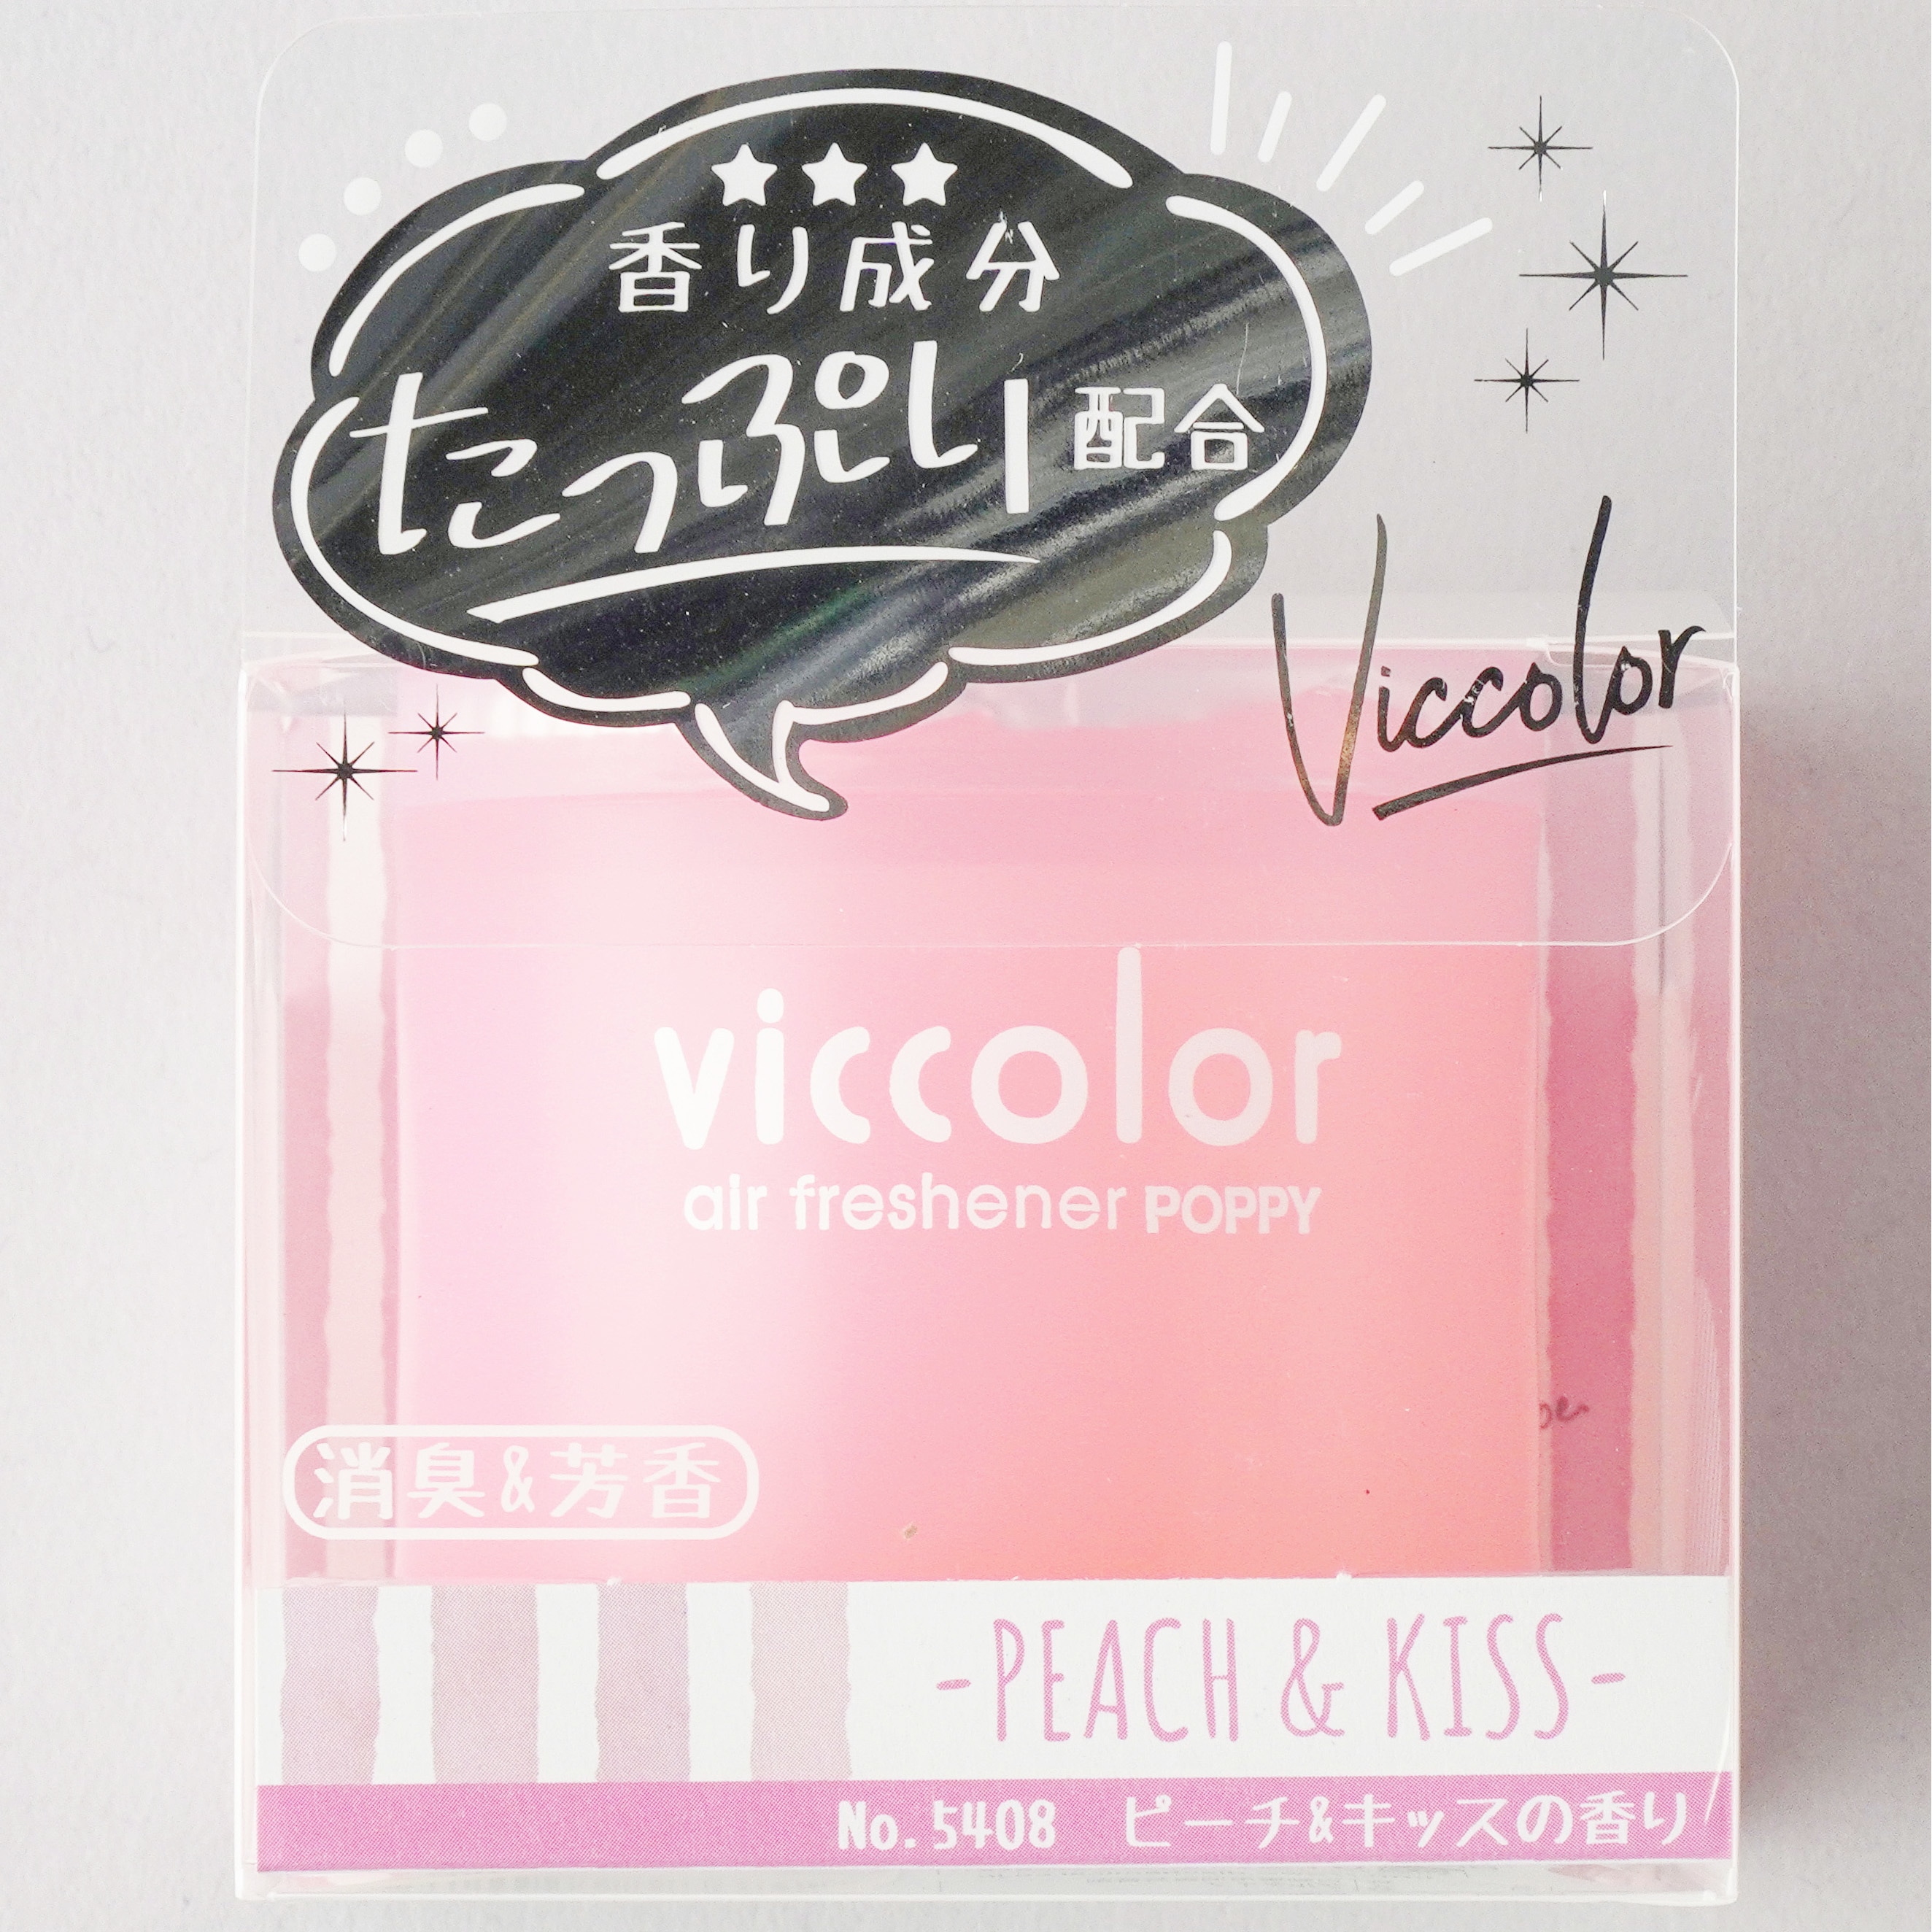 香り成分
たっぷり配合
Viccolor
viccolor
air freshener POPPY
消臭&芳香
-PEACH & KISS-
No. 5408 ピーチ&キッスの香り